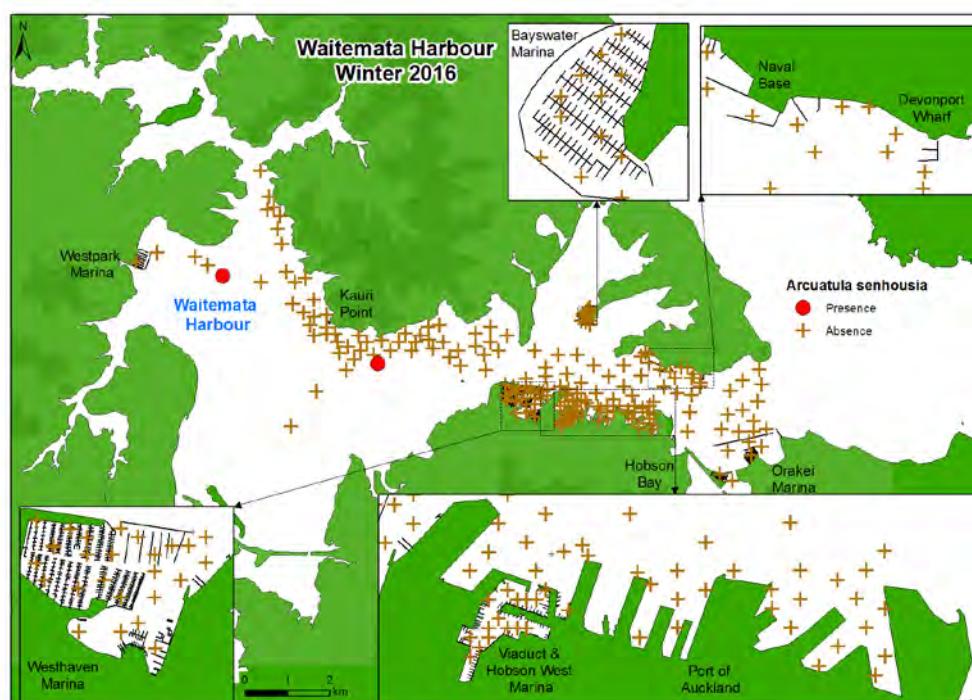 N
Waitemata Harbour
Winter 2016
Bayswater
Marina
Naval
Base
Devonport
Wharf
Westpark
Marina
Waitemata
Harbour
Kauri
Point
Arcuatula senhousia
Presence
Absence
Hobson
Bay
Orakei
Marina
Westhaven
Marina
0 1 2
km
Viaduct &
Hobson West
Marina
Port of
Auckland